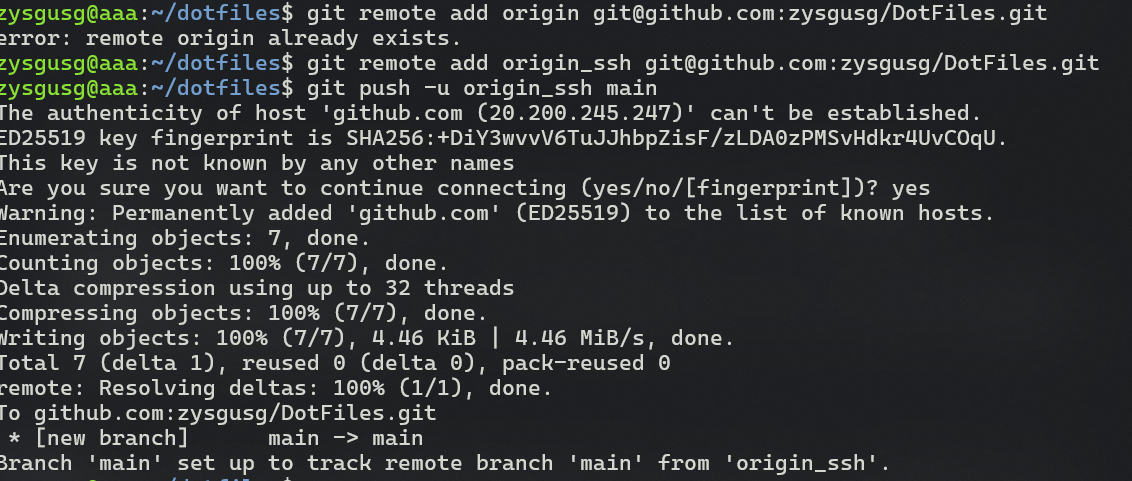 zysgusg@aaa:~/dotfiles$ git remote add origin git@github.com:zysgusg/DotFiles.git
error: remote origin already exists.
zysgusg@aaa:~/dotfiles$ git remote add origin_ssh git@github.com:zysgusg/DotFiles.git
zysgusg@aaa:~/dotfiles$ git push -u origin_ssh main
The authenticity of host 'github.com (20.200.245.247)' can't be established.
ED25519 key fingerprint is SHA256:+DiY3wvvV6TuJJhbpZisF/zLDA0zPMSvHdkr4UvCOqU.
This key is not known by any other names
Are you sure you want to continue connecting (yes/no/[fingerprint])? yes
Warning: Permanently added 'github.com' (ED25519) to the list of known hosts.
Enumerating objects: 7, done.
Counting objects: 100% (7/7), done.
Delta compression using up to 32 threads
Compressing objects: 100% (7/7), done.
Writing objects: 100% (7/7), 4.46 KiB | 4.46 MiB/s, done.
Total 7 (delta 1), reused 0 (delta 0), pack-reused 0
remote: Resolving deltas: 100% (1/1), done.
To github.com:zysgusg/DotFiles.git
 * [new branch]      main -> main
Branch 'main' set up to track remote branch 'main' from 'origin_ssh'.